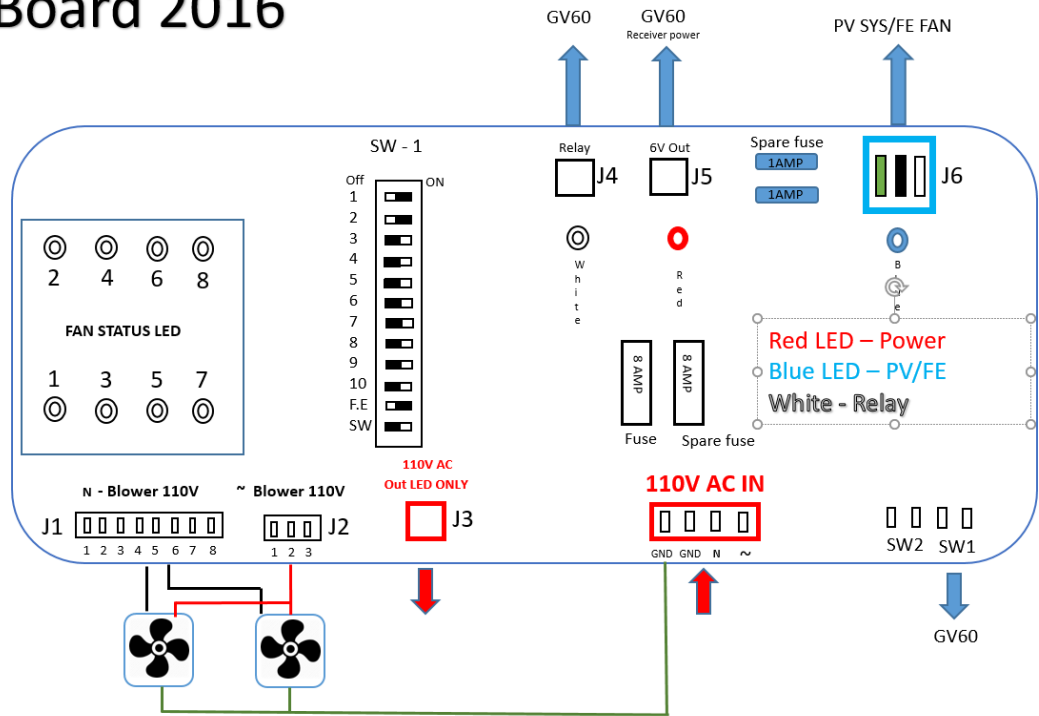 Board 2016
GV60
GV60
Receiver power
PV SYS/FE FAN
SW - 1
Off
ON
1
2
3
4
5
6
7
8
9
10
F.E
SW
Relay
J4
6V Out
J5
Spare fuse
1AMP
1AMP
J6
White
Red
2 4 6 8
FAN STATUS LED
1 3 5 7
8 AMP
8 AMP
Fuse
Spare fuse
Red LED – Power
Blue LED – PV/FE
White - Relay
N - Blower 110V
~ Blower 110V
J1
1 2 3 4 5 6 7 8
J2
1 2 3
110V AC
Out LED ONLY
J3
110V AC IN
GND GND N ~
SW2 SW1
GV60